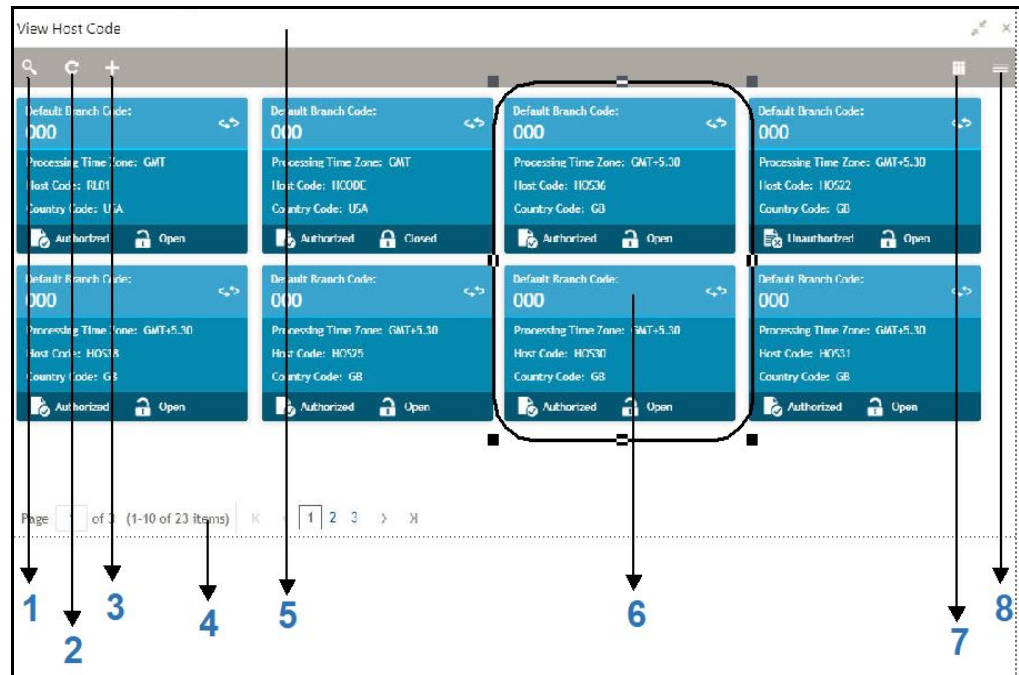 View Host Code
Default Branch Code:
000
Processing Time Zone: GMT
Host Code: RL01
Country Code: USA
Authorized Open
Default Branch Code:
000
Processing Time Zone: GMT
Host Code: HCODE
Country Code: USA
Authorized Closed
Default Branch Code:
000
Processing Time Zone: GMT+5.30
Host Code: HOS36
Country Code: GB
Authorized Open
Default Branch Code:
000
Processing Time Zone: GMT+5.30
Host Code: HOS22
Country Code: GB
Unauthorized Open
Default Branch Code:
000
Processing Time Zone: GMT+5.30
Host Code: HOS38
Country Code: GB
Authorized Open
Default Branch Code:
000
Processing Time Zone: GMT+5.30
Host Code: HOS25
Country Code: GB
Authorized Open
Default Branch Code:
000
Processing Time Zone: GMT+5.30
Host Code: HOS30
Country Code: GB
Authorized Open
Default Branch Code:
000
Processing Time Zone: GMT+5.30
Host Code: HOS31
Country Code: GB
Authorized Open
Page 1 of 3 (1-10 of 23 items) 1 2 3
1 2 3 4 5 6 7 8